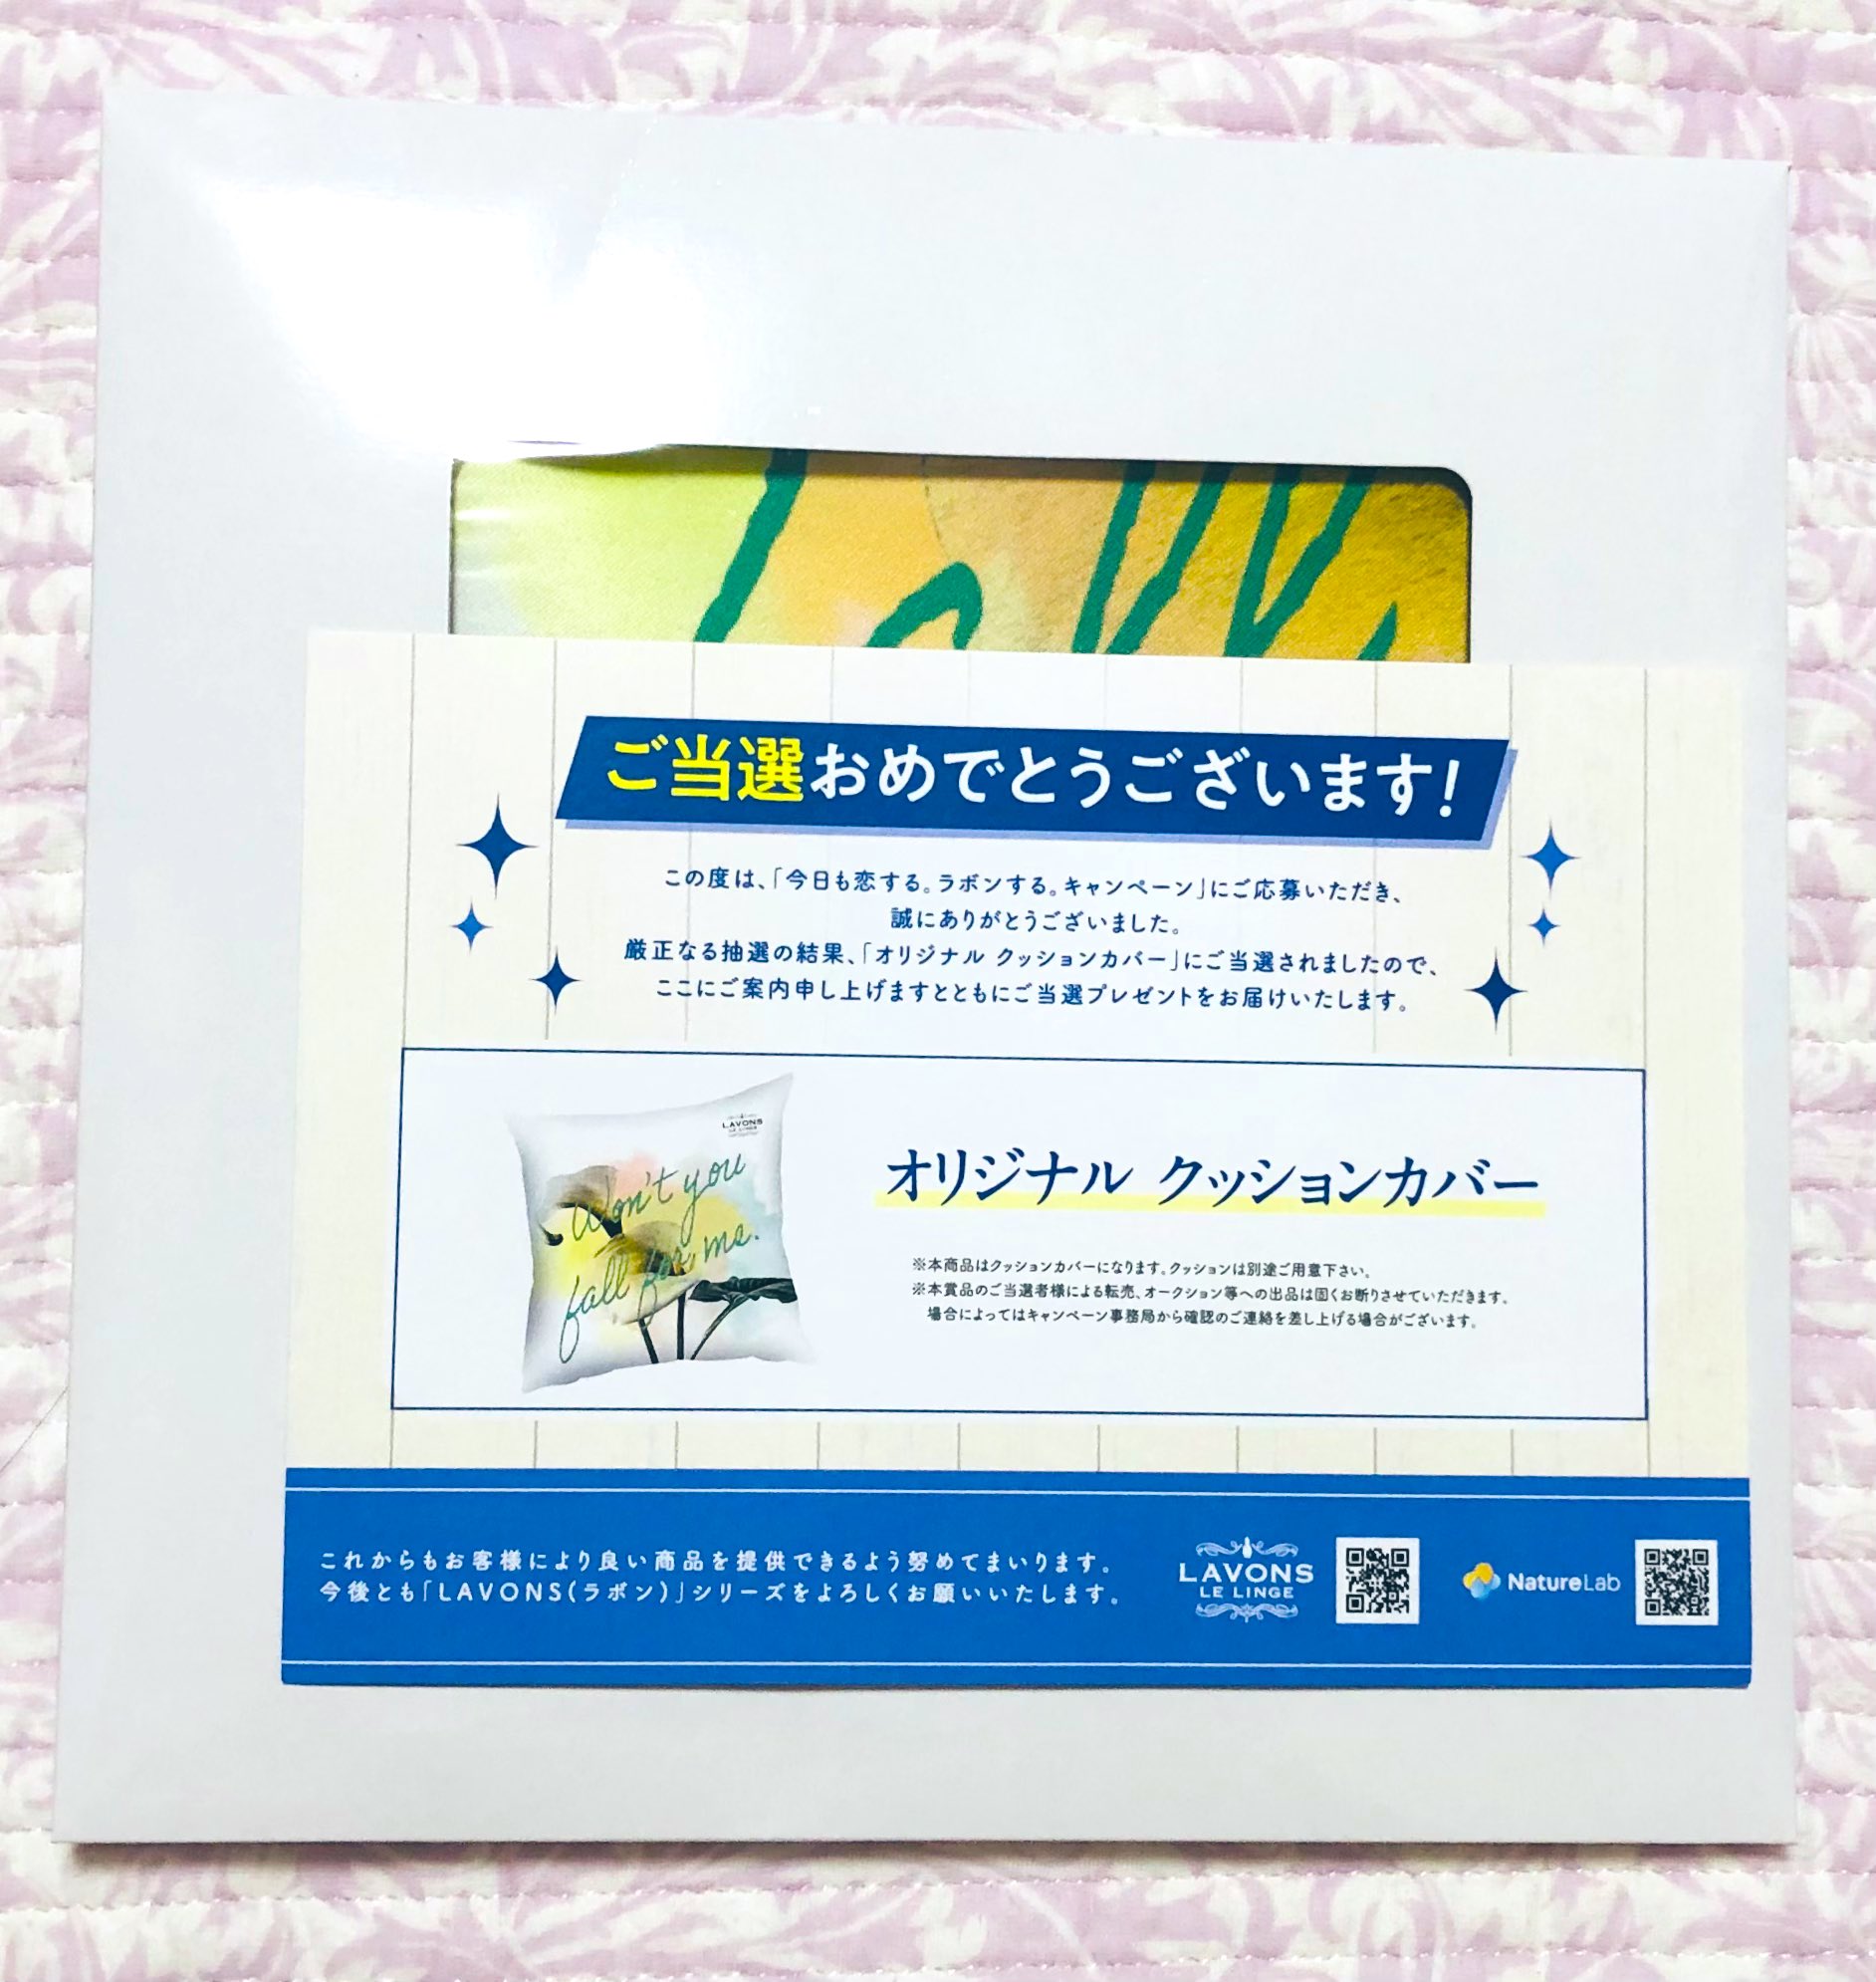 ご当選おめでとうございます!
この度は、「今日も恋する。ラボンする。キャンペーン」にご応募いただき、
誠にありがとうございました。
厳正なる抽選の結果、「オリジナル クッションカバー」にご当選されましたので、
ここにご案内申し上げますとともにご当選プレゼントをお届けいたします。
LAVONS
LE LINGE
Won't you
fall for me.
オリジナル クッションカバー
※本商品はクッションカバーになります。クッションは別途ご用意下さい。
※本賞品のご当選者様による転売、オークション等への出品は固くお断りさせていただきます。
場合によってはキャンペーン事務局から確認のご連絡を差し上げる場合がございます。
これからもお客様により良い商品を提供できるよう努めてまいります。
今後とも「LAVONS(ラボン)」シリーズをよろしくお願いいたします。
LAVONS
LE LINGE
NatureLab